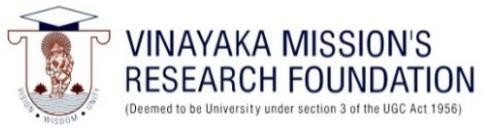 VISION • WISDOM • UNITY
VINAYAKA MISSION'S
RESEARCH FOUNDATION
(Deemed to be University under section 3 of the UGC Act 1956)